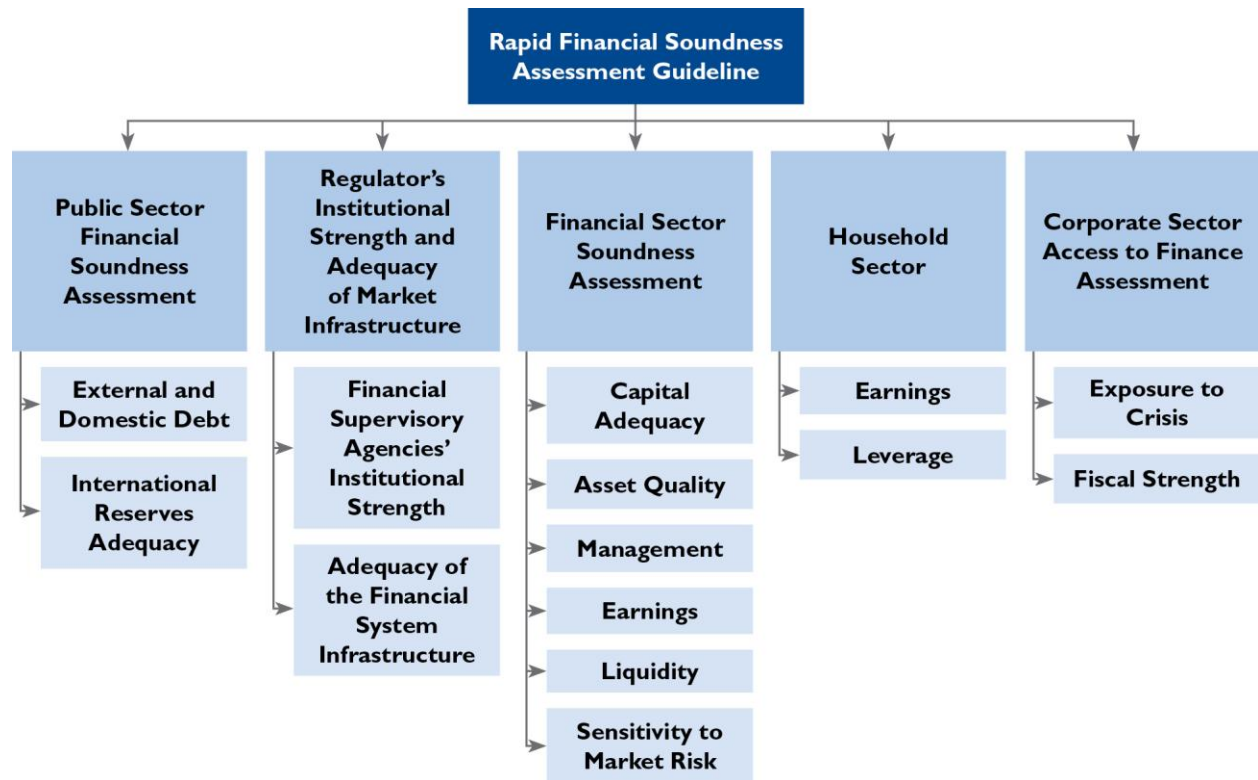 Rapid Financial Soundness
Assessment Guideline
Public Sector
Financial
Soundness
Assessment
External and
Domestic Debt
International
Reserves
Adequacy
Regulator’s
Institutional
Strength and
Adequacy
of Market
Infrastructure
Financial
Supervisory
Agencies’
Institutional
Strength
Adequacy of
the Financial
System
Infrastructure
Financial Sector
Soundness
Assessment
Capital
Adequacy
Asset Quality
Management
Earnings
Liquidity
Sensitivity to
Market Risk
Household
Sector
Earnings
Leverage
Corporate Sector
Access to Finance
Assessment
Exposure to
Crisis
Fiscal Strength